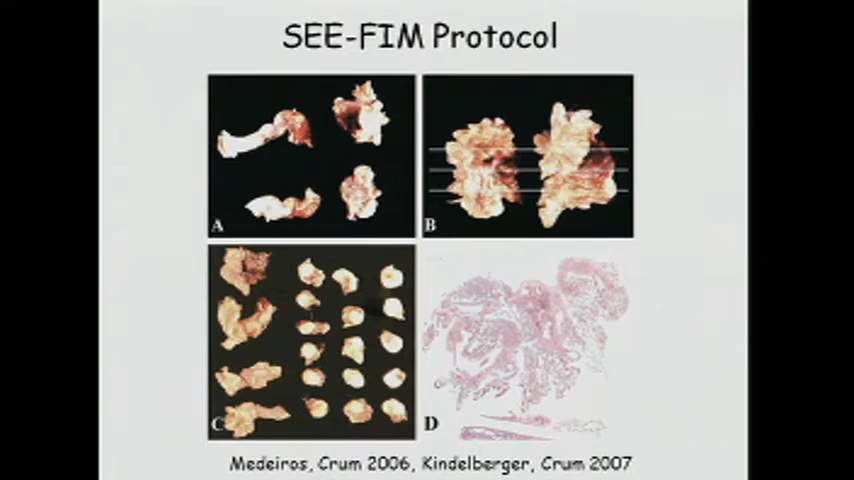 SEE-FIM Protocol
A
B
C
D
Medeiros, Crum 2006, Kindelberger, Crum 2007